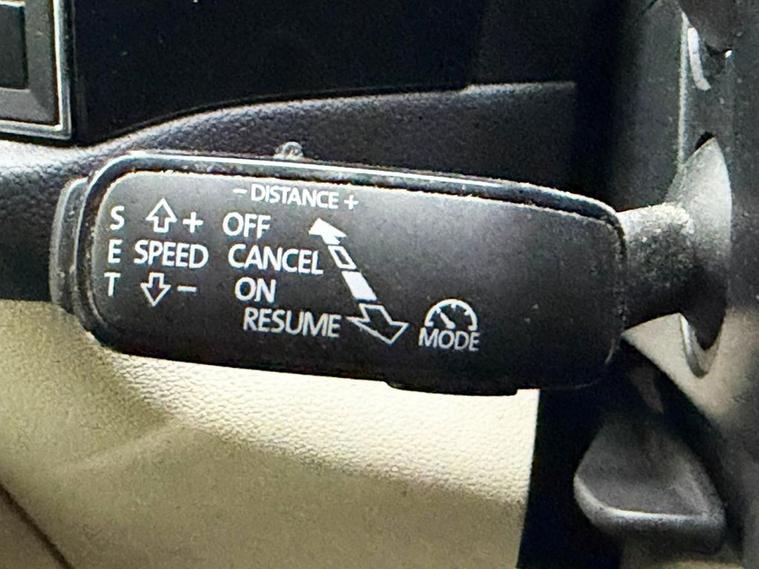 - DISTANCE +
S + OFF
E SPEED CANCEL
T - ON
RESUME
MODE